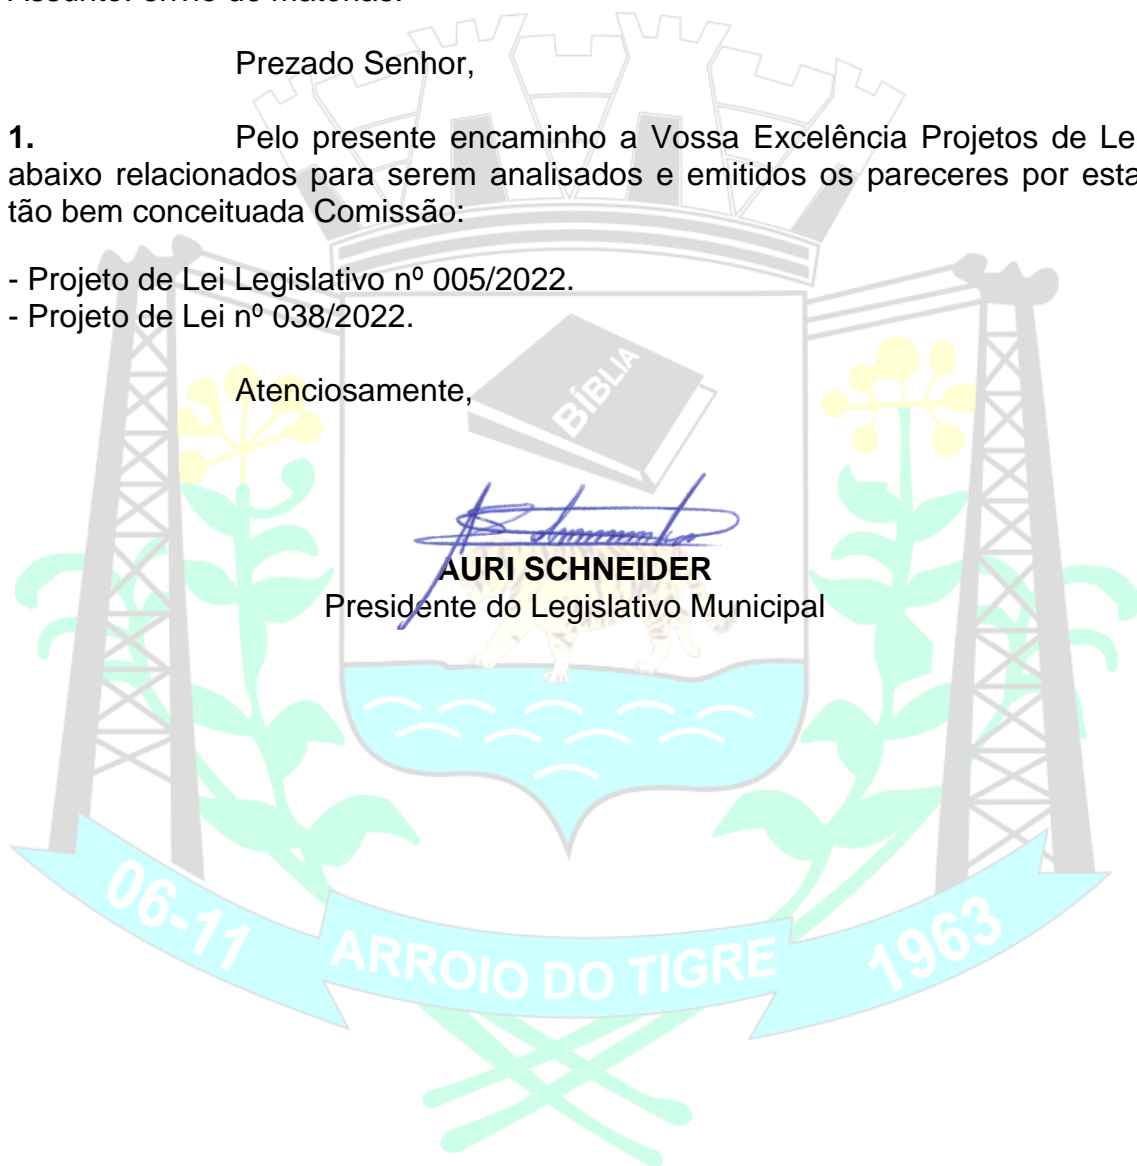 Prezado Senhor,
1. Pelo presente encaminho a Vossa Excelência Projetos de Le
abaixo relacionados para serem analisados e emitidos os pareceres por esta
tão bem conceituada Comissão:
- Projeto de Lei Legislativo nº 005/2022.
- Projeto de Lei nº 038/2022.
Atenciosamente,
BÍBLIA
AURI SCHNEIDER
Presidente do Legislativo Municipal
06-11 ARROIO DO TIGRE 1963